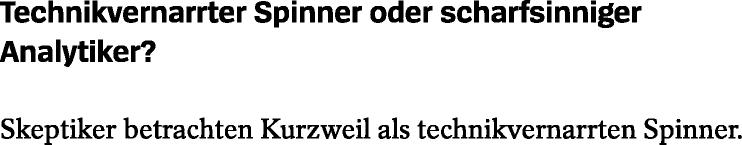 Technikvernarrter Spinner oder scharfsinniger
Analytiker?
Skeptiker betrachten Kurzweil als technikvernarrten Spinner.